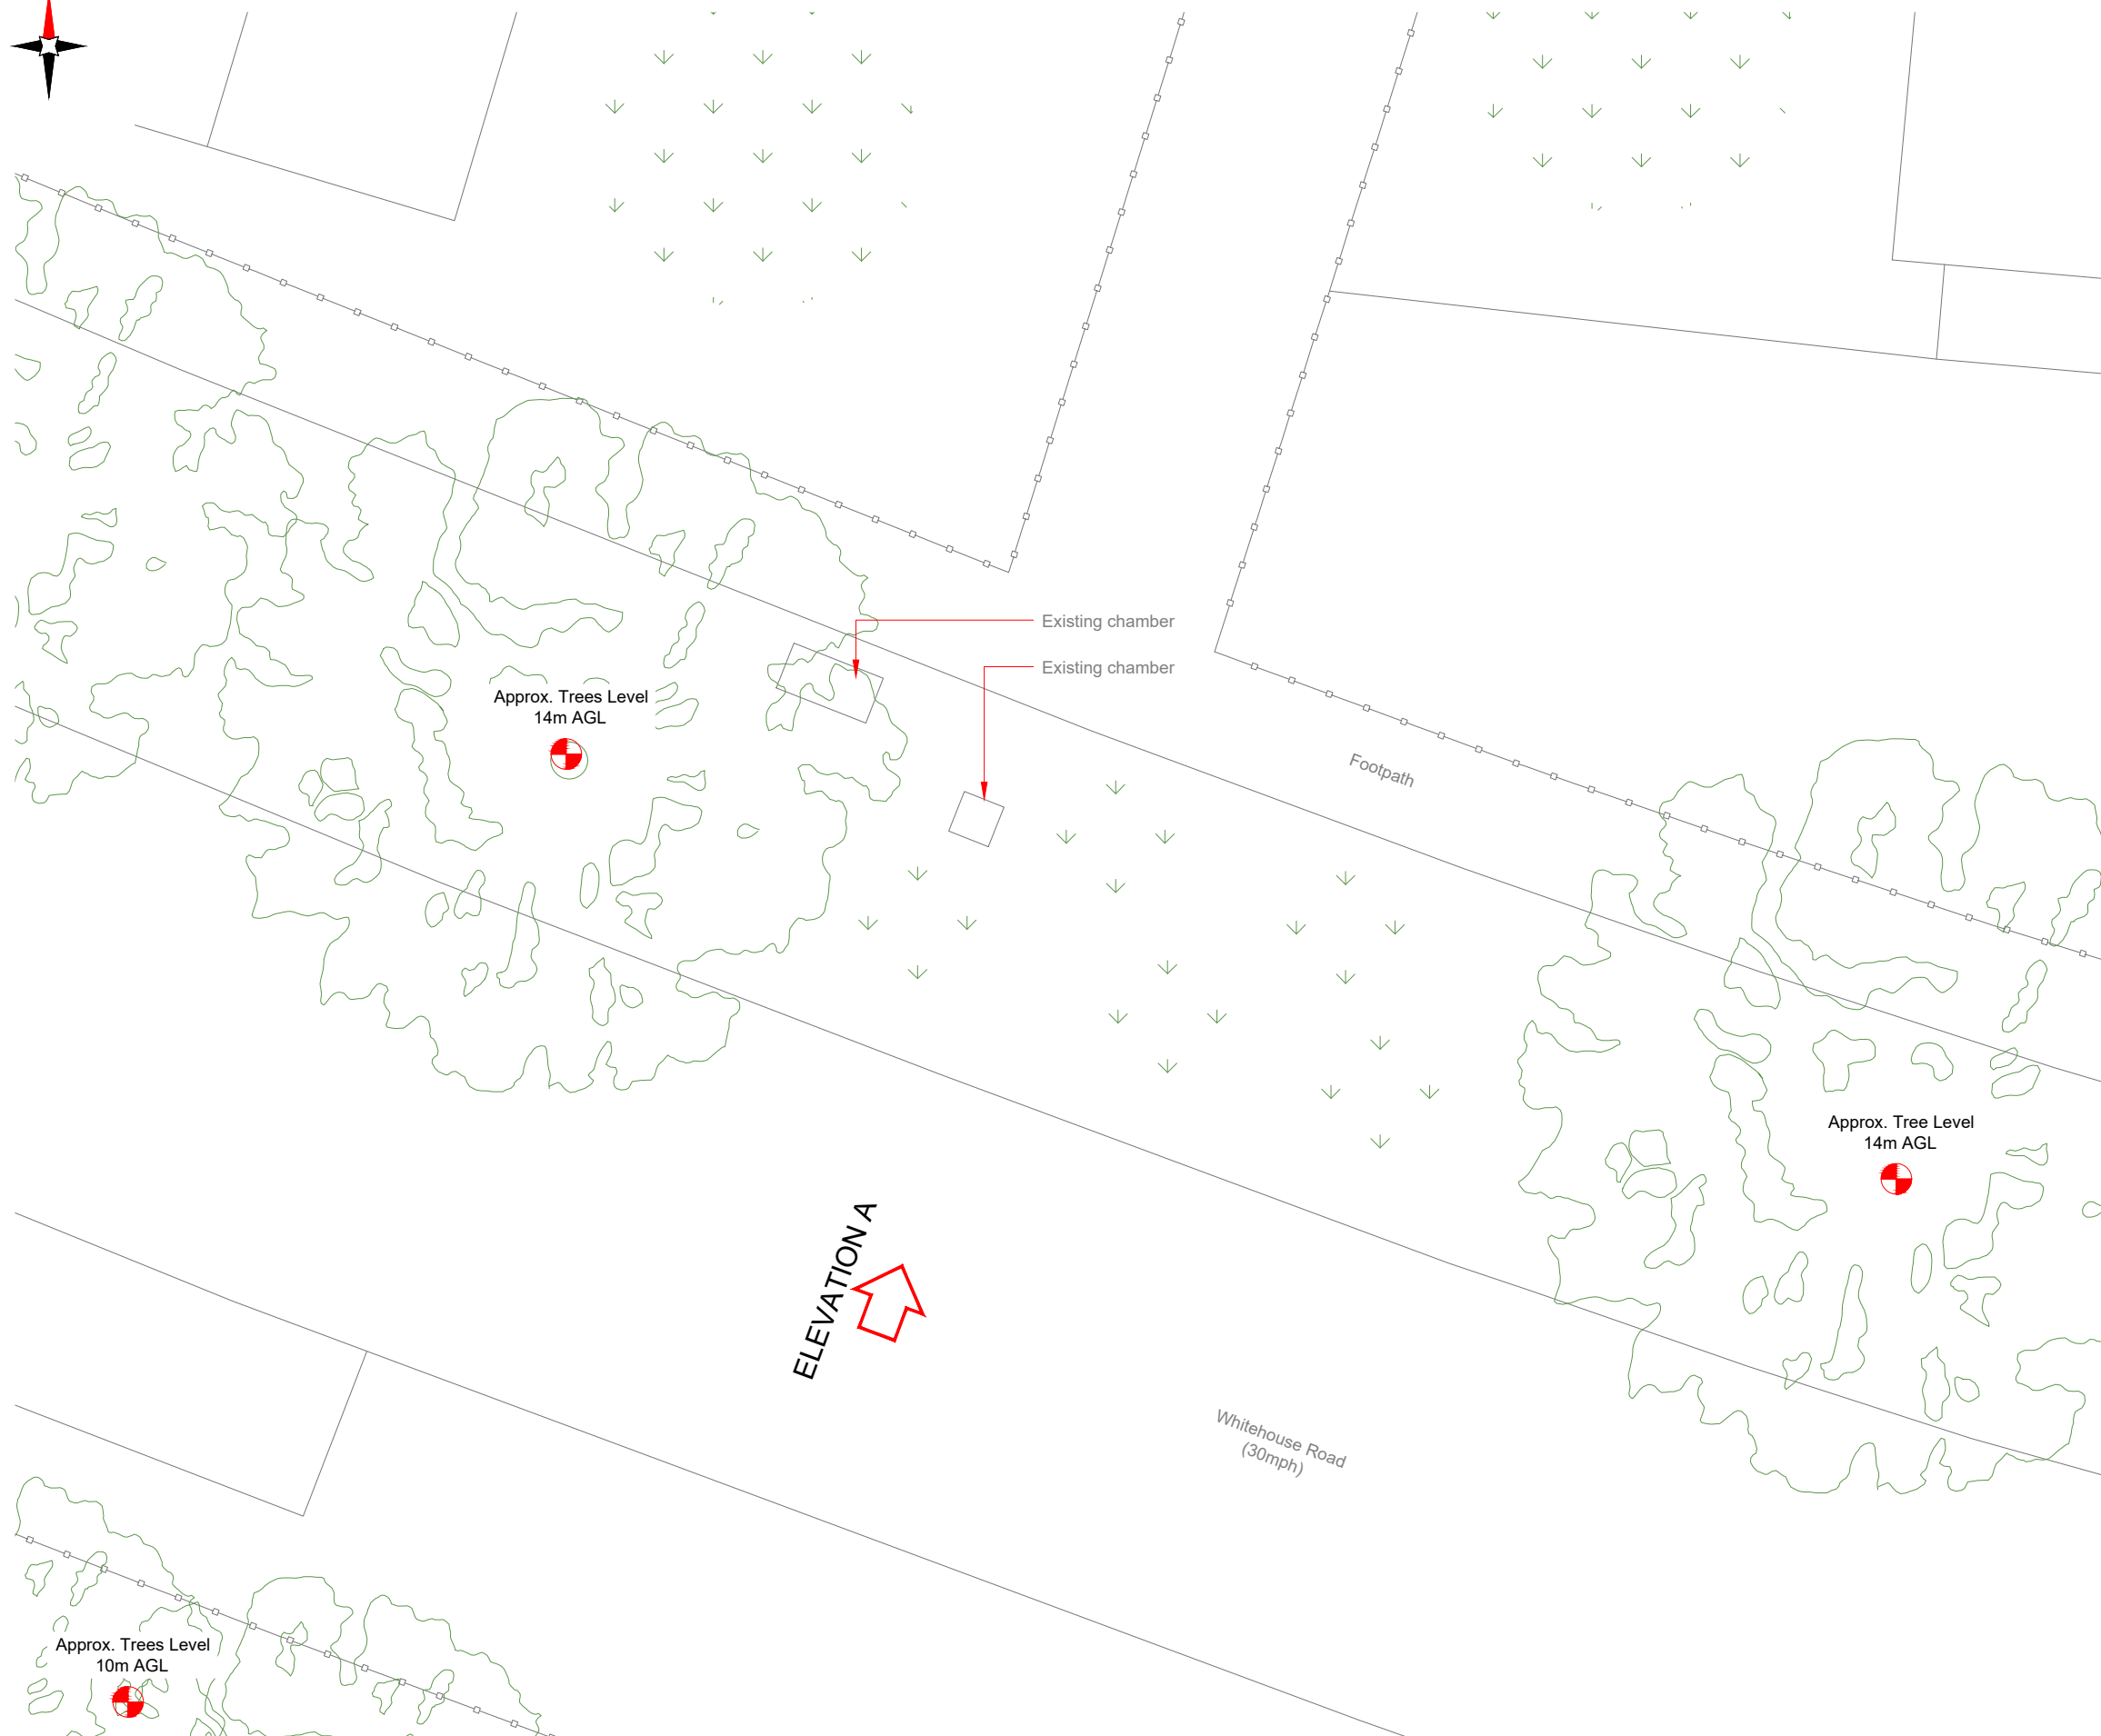 Existing chamber
Existing chamber
Approx. Trees Level
14m AGL
Footpath
Approx. Tree Level
14m AGL
ELEVATION A
Whitehouse Road
(30mph)
Approx. Trees Level
10m AGL